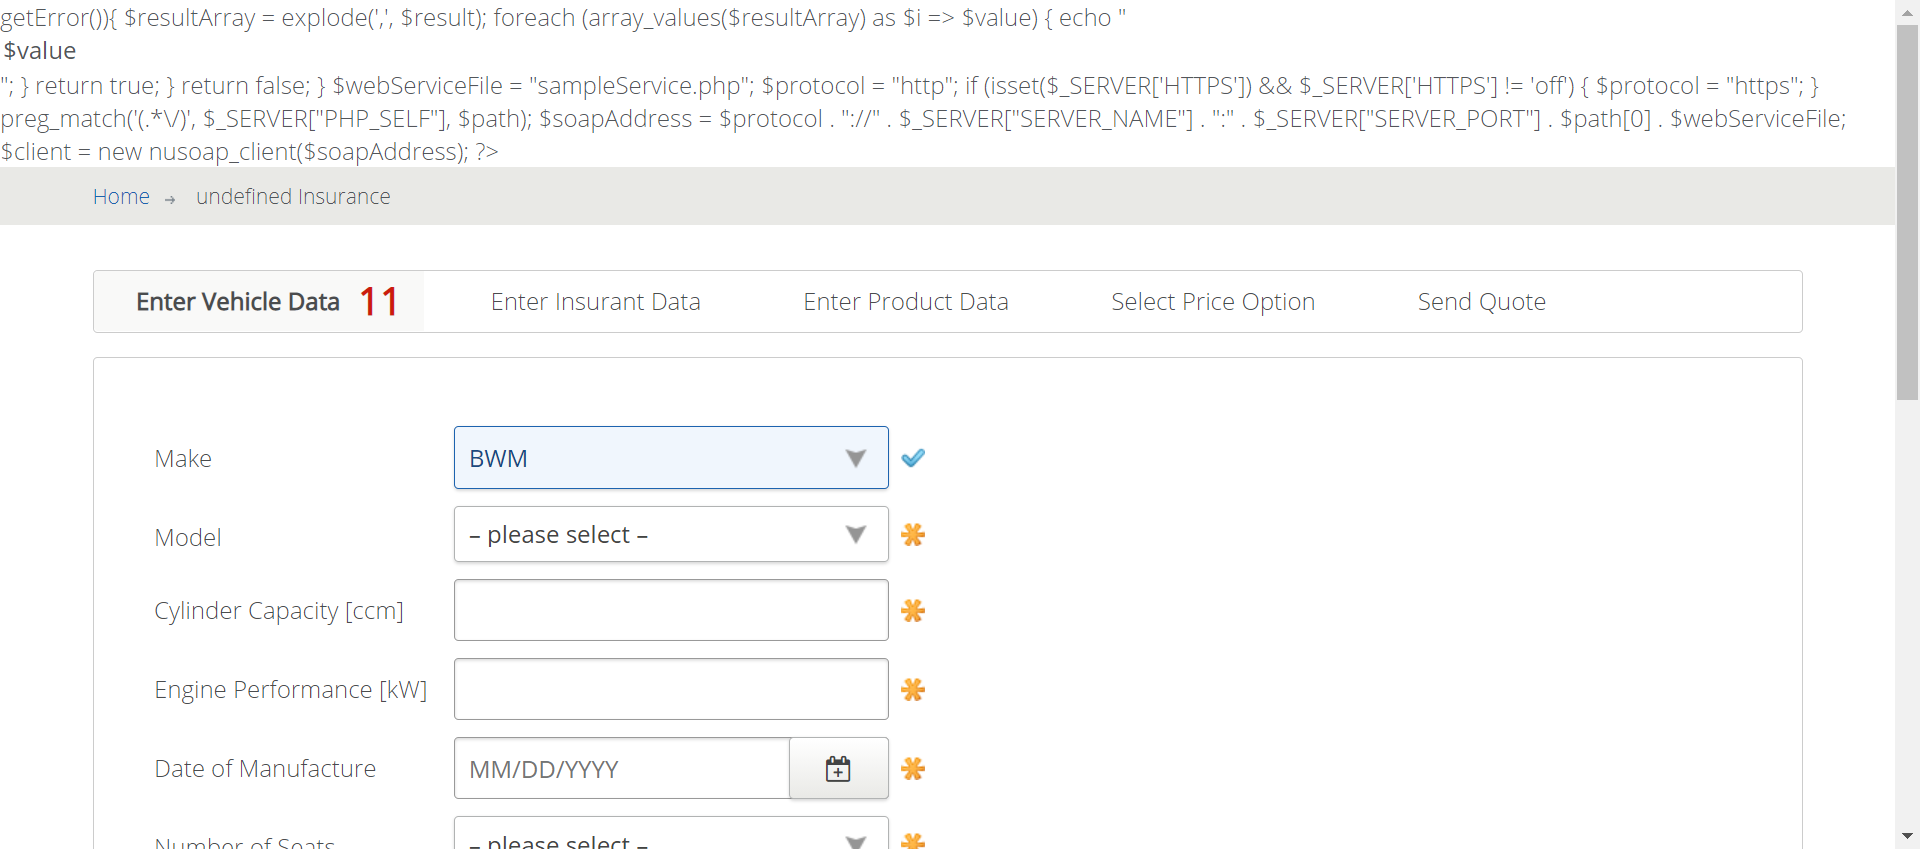 getError()){ $resultArray = explode(',', $result); foreach (array_values($resultArray) as $i => $value) { echo "
$value
"; } return true; } return false; } $webServiceFile = "sampleService.php"; $protocol = "http"; if (isset($_SERVER['HTTPS']) && $_SERVER['HTTPS'] != 'off') { $protocol = "https"; }
preg_match('(.*\/)', $_SERVER["PHP_SELF"], $path); $soapAddress = $protocol . "://" . $_SERVER["SERVER_NAME"] . ":" . $_SERVER["SERVER_PORT"] . $path[0] . $webServiceFile;
$client = new nusoap_client($soapAddress); ?>
Home → undefined Insurance
Enter Vehicle Data 11 Enter Insurant Data Enter Product Data Select Price Option Send Quote
Make BWM
Model – please select –
Cylinder Capacity [ccm]
Engine Performance [kW]
Date of Manufacture MM/DD/YYYY
Number of Seats – please select –